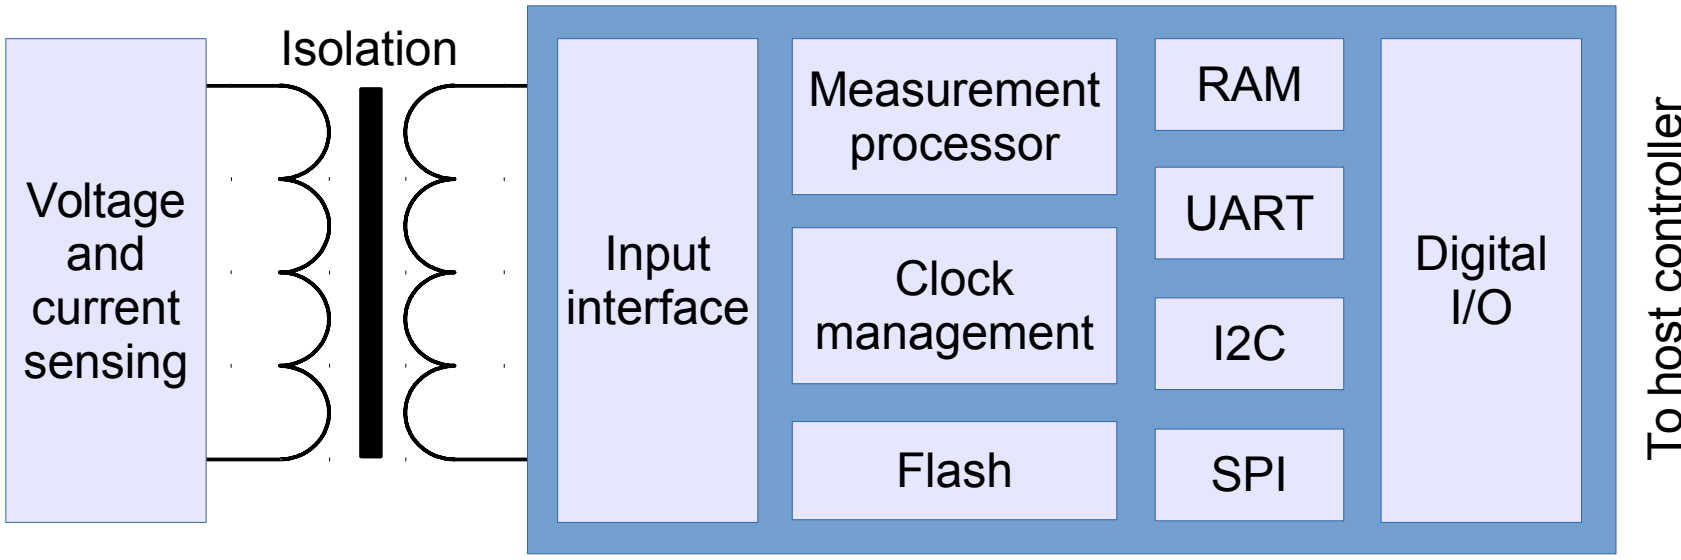 Voltage
and
current
sensing
Isolation
Input
interface
Measurement
processor
Clock
management
Flash
RAM
UART
I2C
SPI
Digital
I/O
To host controller